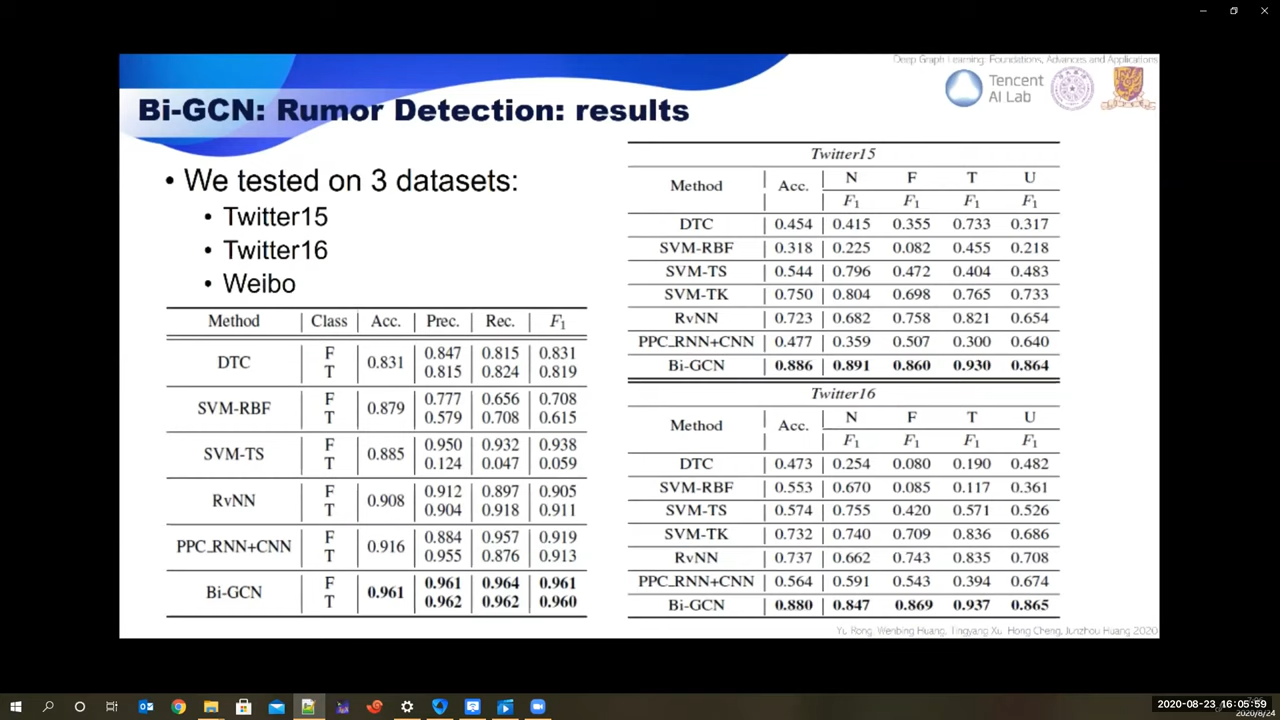 Deep Graph Learning: Foundations, Advances and Applications
Tencent
AI Lab
Bi-GCN: Rumor Detection: results
• We tested on 3 datasets:
• Twitter15
• Twitter16
• Weibo
Method Class Acc. Prec. Rec. F1
DTC F 0.831 0.847 0.815 0.831
T 0.815 0.824 0.819
SVM-RBF F 0.879 0.777 0.656 0.708
T 0.579 0.708 0.615
SVM-TS F 0.885 0.950 0.932 0.938
T 0.124 0.047 0.059
RvNN F 0.908 0.912 0.897 0.905
T 0.904 0.918 0.911
PPC_RNN+CNN F 0.916 0.884 0.957 0.919
T 0.955 0.876 0.913
Bi-GCN F 0.961 0.961 0.964 0.961
T 0.962 0.962 0.960
Twitter15
Method Acc. N F T U
F1 F1 F1 F1
DTC 0.454 0.415 0.355 0.733 0.317
SVM-RBF 0.318 0.225 0.082 0.455 0.218
SVM-TS 0.544 0.796 0.472 0.404 0.483
SVM-TK 0.750 0.804 0.698 0.765 0.733
RvNN 0.723 0.682 0.758 0.821 0.654
PPC_RNN+CNN 0.477 0.359 0.507 0.300 0.640
Bi-GCN 0.886 0.891 0.860 0.930 0.864
Twitter16
Method Acc. N F T U
F1 F1 F1 F1
DTC 0.473 0.254 0.080 0.190 0.482
SVM-RBF 0.553 0.670 0.085 0.117 0.361
SVM-TS 0.574 0.755 0.420 0.571 0.526
SVM-TK 0.732 0.740 0.709 0.836 0.686
RvNN 0.737 0.662 0.743 0.835 0.708
PPC_RNN+CNN 0.564 0.591 0.543 0.394 0.674
Bi-GCN 0.880 0.847 0.869 0.937 0.865
Yu Rong, Wenbing Huang, Tingyang Xu, Hong Cheng, Junzhou Huang 2020
2020-08-23 16:05:59
2020/8/24